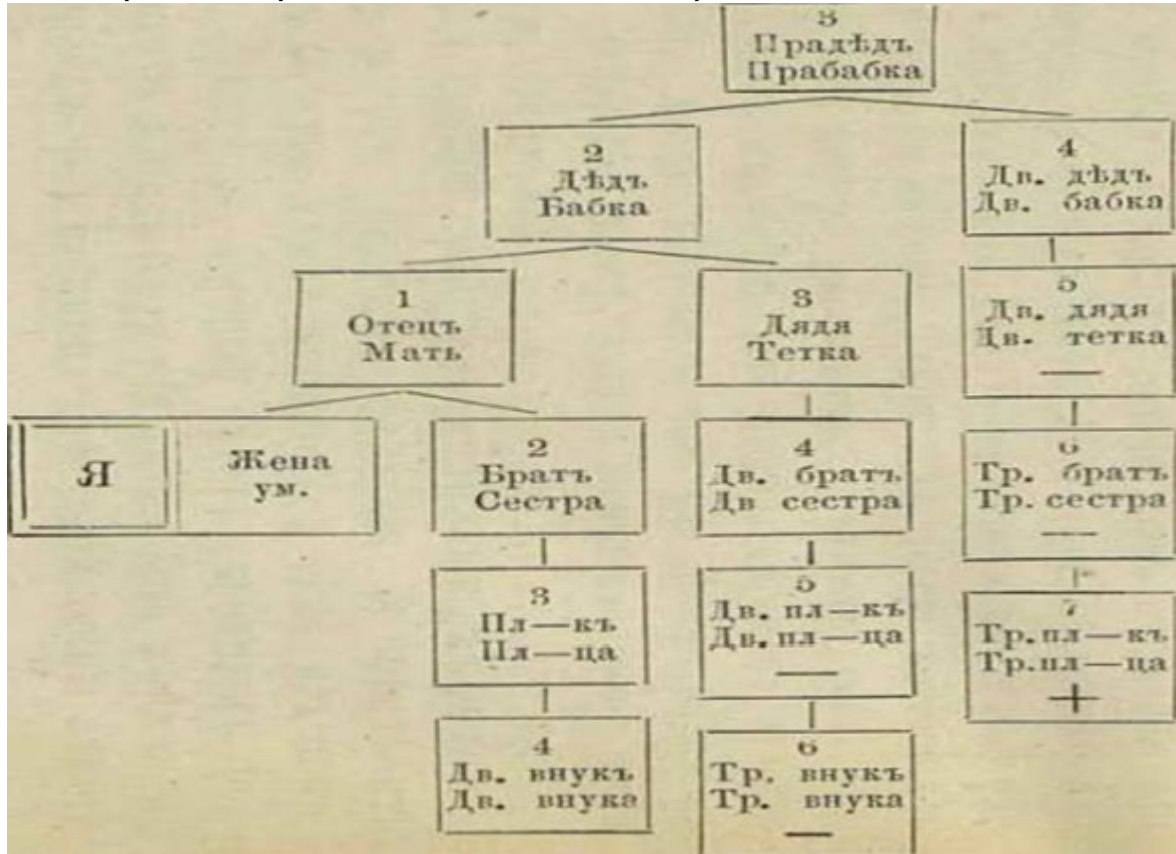 3
Прадѣдъ
Прабабка
2
Дѣдъ
Бабка
4
Дв. дѣдъ
Дв. бабка
1
Отецъ
Мать
3
Дядя
Тетка
5
Дв. дядя
Дв. тетка
—
Я
Жена
ум.
2
Братъ
Сестра
4
Дв. братъ
Дв сестра
6
Тр. братъ
Тр. сестра
—
3
Пл—къ
Пл—ца
5
Дв. пл—къ
Дв. пл—ца
—
7
Тр. пл—къ
Тр. пл—ца
+
4
Дв. внукъ
Дв. внука
6
Тр. внукъ
Тр. внука
—